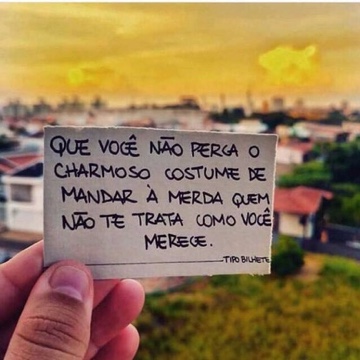 QUE VOCÊ NÃO PERCA O
CHARMOSO COSTUME DE
MANDAR À MERDA QUEM
NÃO TE TRATA COMO VOCÊ
MERECE.
TIPO BILHETE